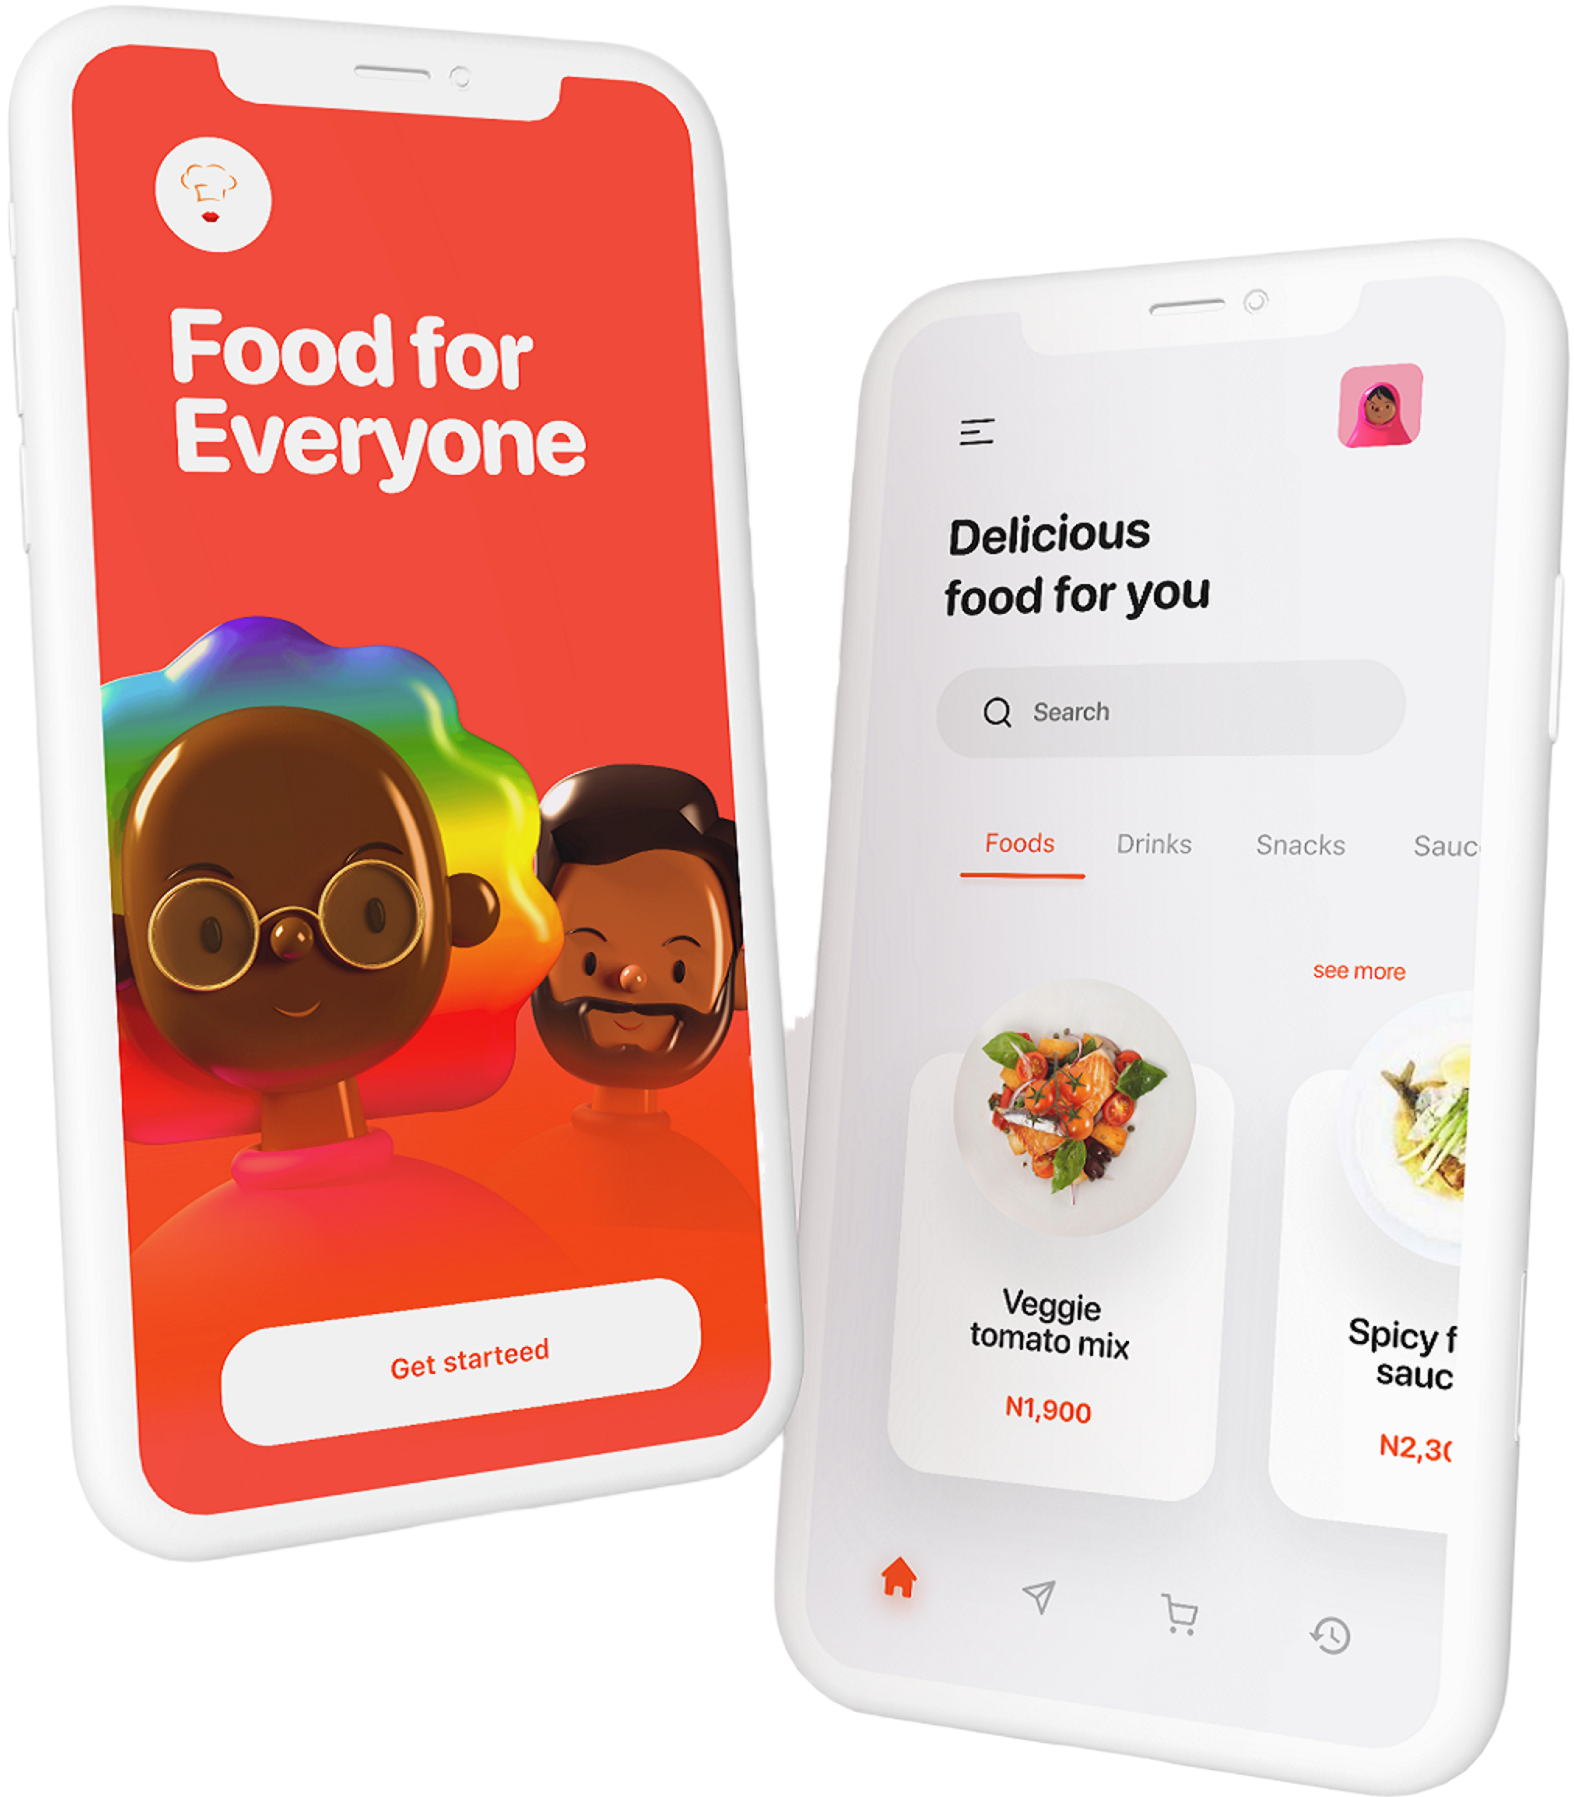 Food for
Everyone
Get starteed
Delicious
food for you
Search
Foods Drinks Snacks Sauc
see more
Veggie
tomato mix
N1,900
Spicy f
sauc
N2,30